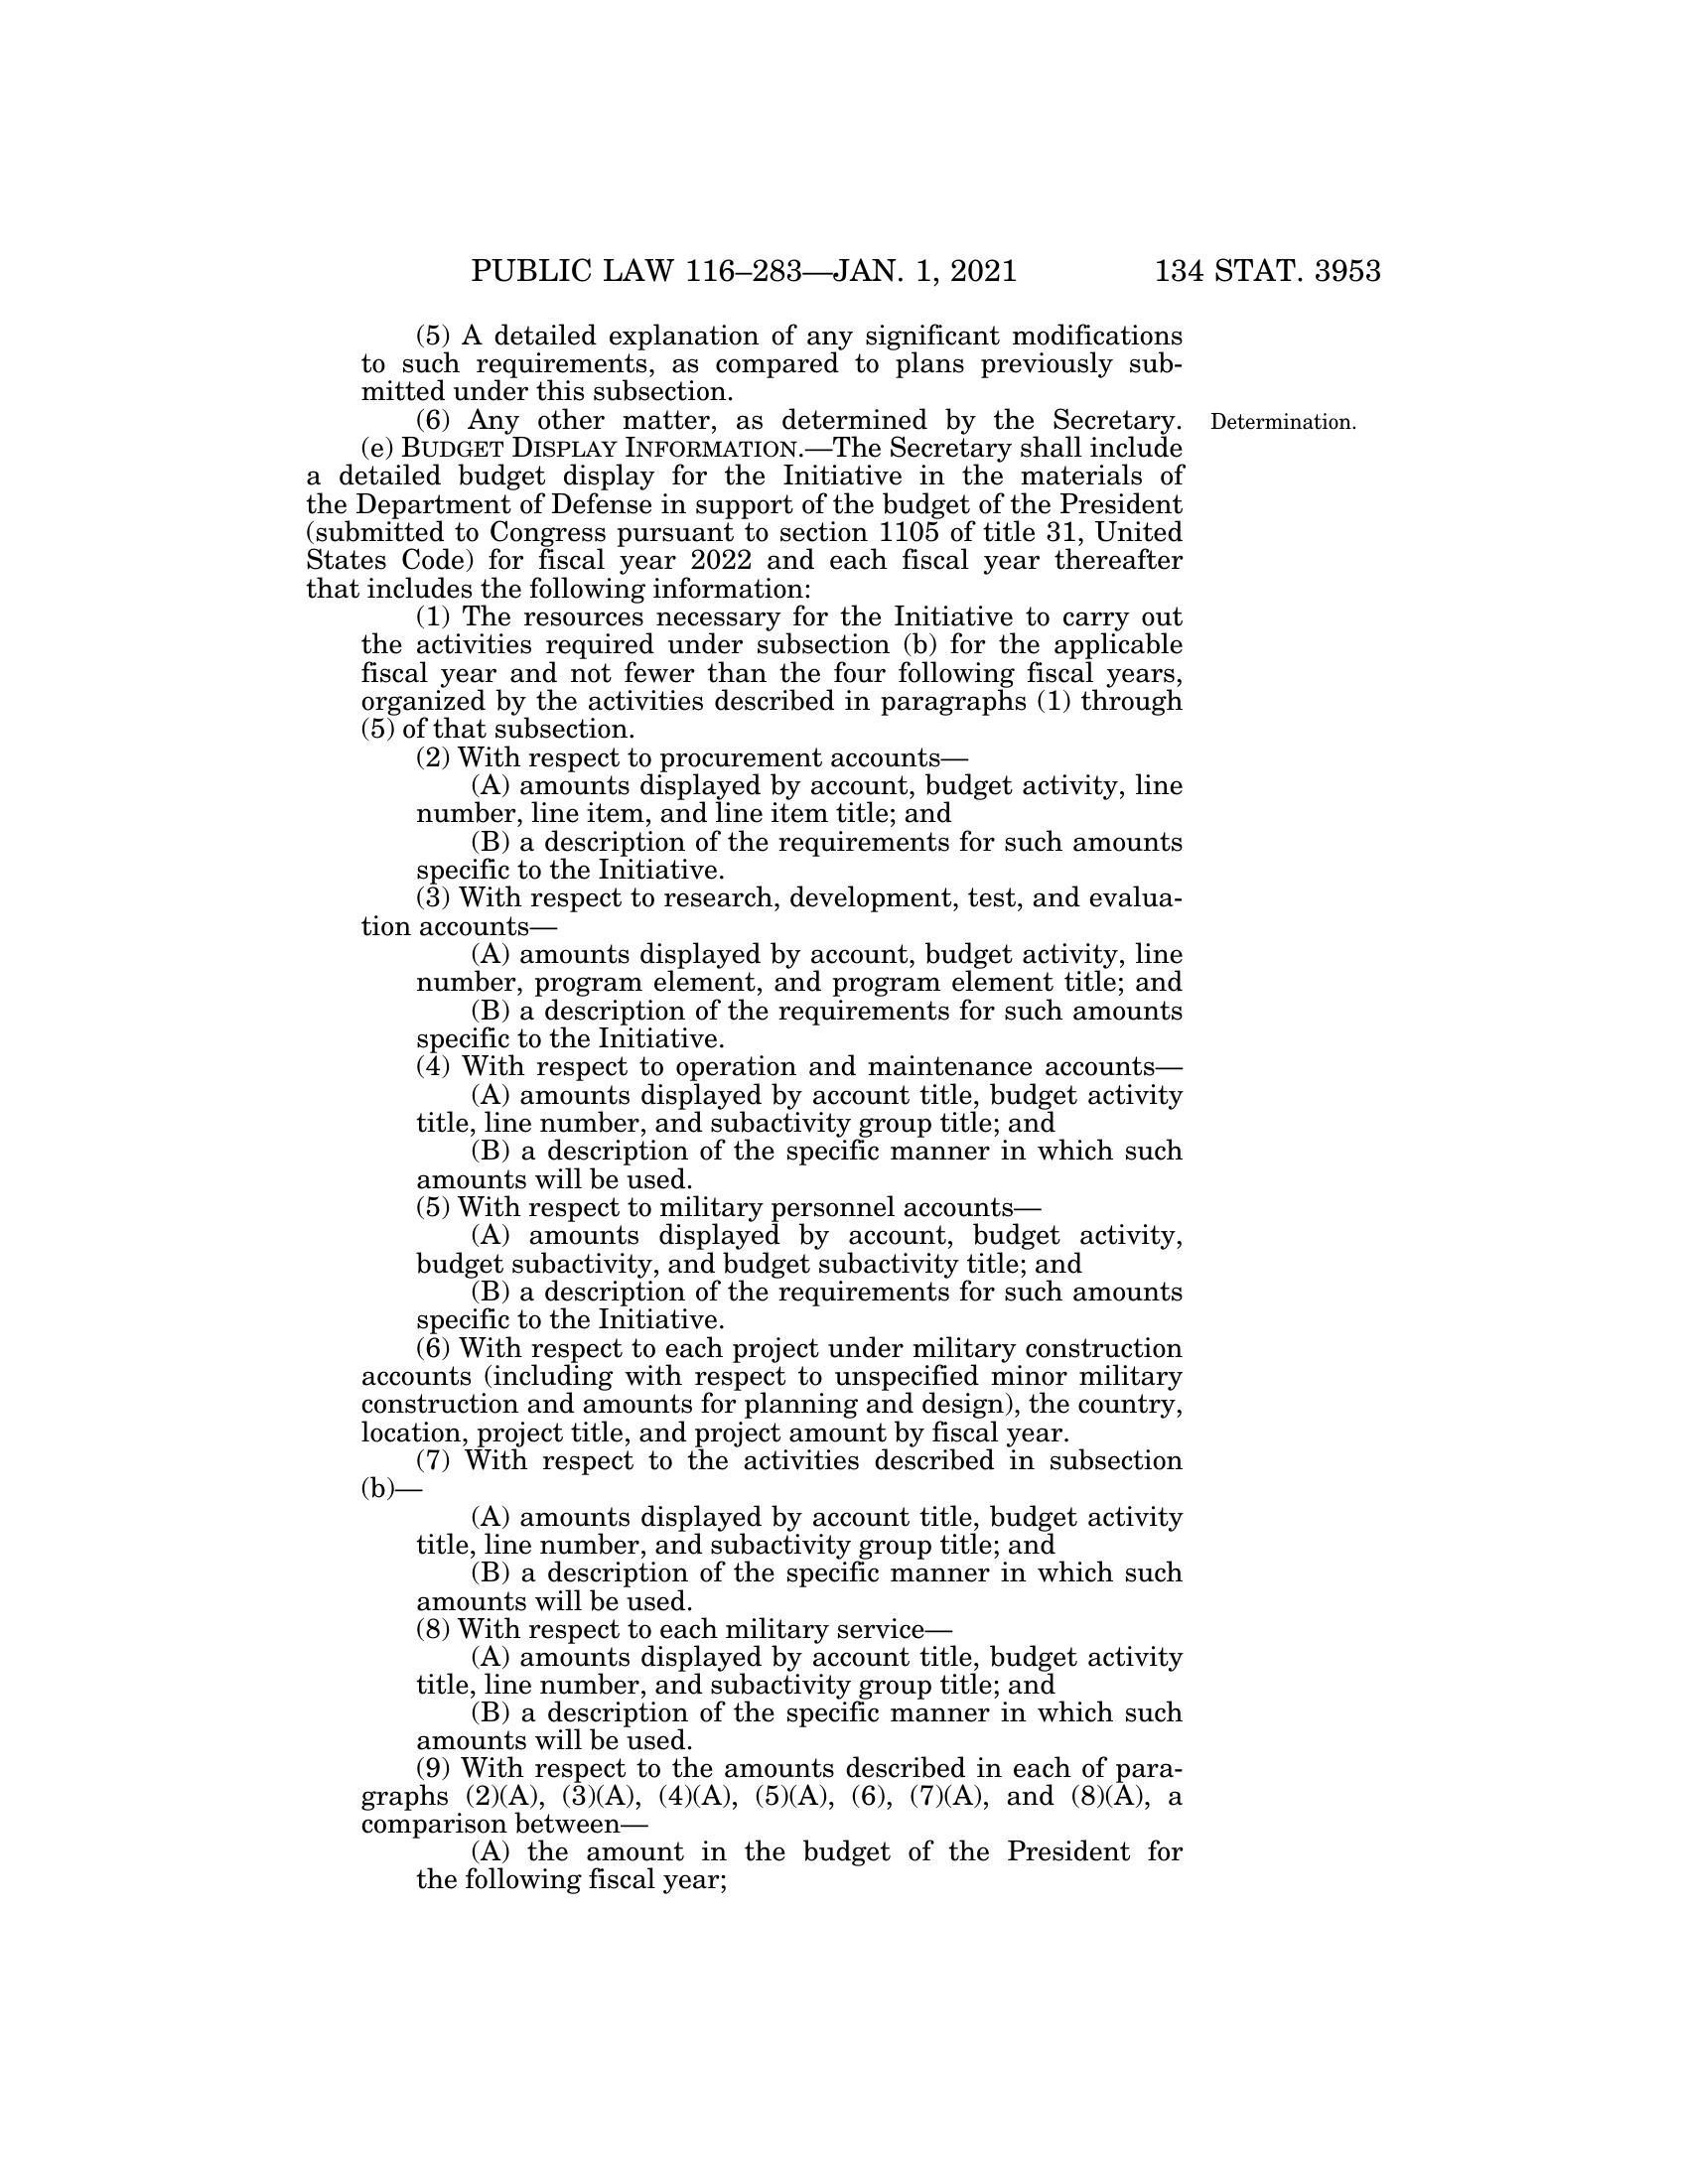 PUBLIC LAW 116–283—JAN. 1, 2021 134 STAT. 3953
(5) A detailed explanation of any significant modifications
to such requirements, as compared to plans previously sub-
mitted under this subsection.
(6) Any other matter, as determined by the Secretary. Determination.
(e) BUDGET DISPLAY INFORMATION.—The Secretary shall include
a detailed budget display for the Initiative in the materials of
the Department of Defense in support of the budget of the President
(submitted to Congress pursuant to section 1105 of title 31, United
States Code) for fiscal year 2022 and each fiscal year thereafter
that includes the following information:
(1) The resources necessary for the Initiative to carry out
the activities required under subsection (b) for the applicable
fiscal year and not fewer than the four following fiscal years,
organized by the activities described in paragraphs (1) through
(5) of that subsection.
(2) With respect to procurement accounts—
(A) amounts displayed by account, budget activity, line
number, line item, and line item title; and
(B) a description of the requirements for such amounts
specific to the Initiative.
(3) With respect to research, development, test, and evalua-
tion accounts—
(A) amounts displayed by account, budget activity, line
number, program element, and program element title; and
(B) a description of the requirements for such amounts
specific to the Initiative.
(4) With respect to operation and maintenance accounts—
(A) amounts displayed by account title, budget activity
title, line number, and subactivity group title; and
(B) a description of the specific manner in which such
amounts will be used.
(5) With respect to military personnel accounts—
(A) amounts displayed by account, budget activity,
budget subactivity, and budget subactivity title; and
(B) a description of the requirements for such amounts
specific to the Initiative.
(6) With respect to each project under military construction
accounts (including with respect to unspecified minor military
construction and amounts for planning and design), the country,
location, project title, and project amount by fiscal year.
(7) With respect to the activities described in subsection
(b)—
(A) amounts displayed by account title, budget activity
title, line number, and subactivity group title; and
(B) a description of the specific manner in which such
amounts will be used.
(8) With respect to each military service—
(A) amounts displayed by account title, budget activity
title, line number, and subactivity group title; and
(B) a description of the specific manner in which such
amounts will be used.
(9) With respect to the amounts described in each of para-
graphs (2)(A), (3)(A), (4)(A), (5)(A), (6), (7)(A), and (8)(A), a
comparison between—
(A) the amount in the budget of the President for
the following fiscal year;